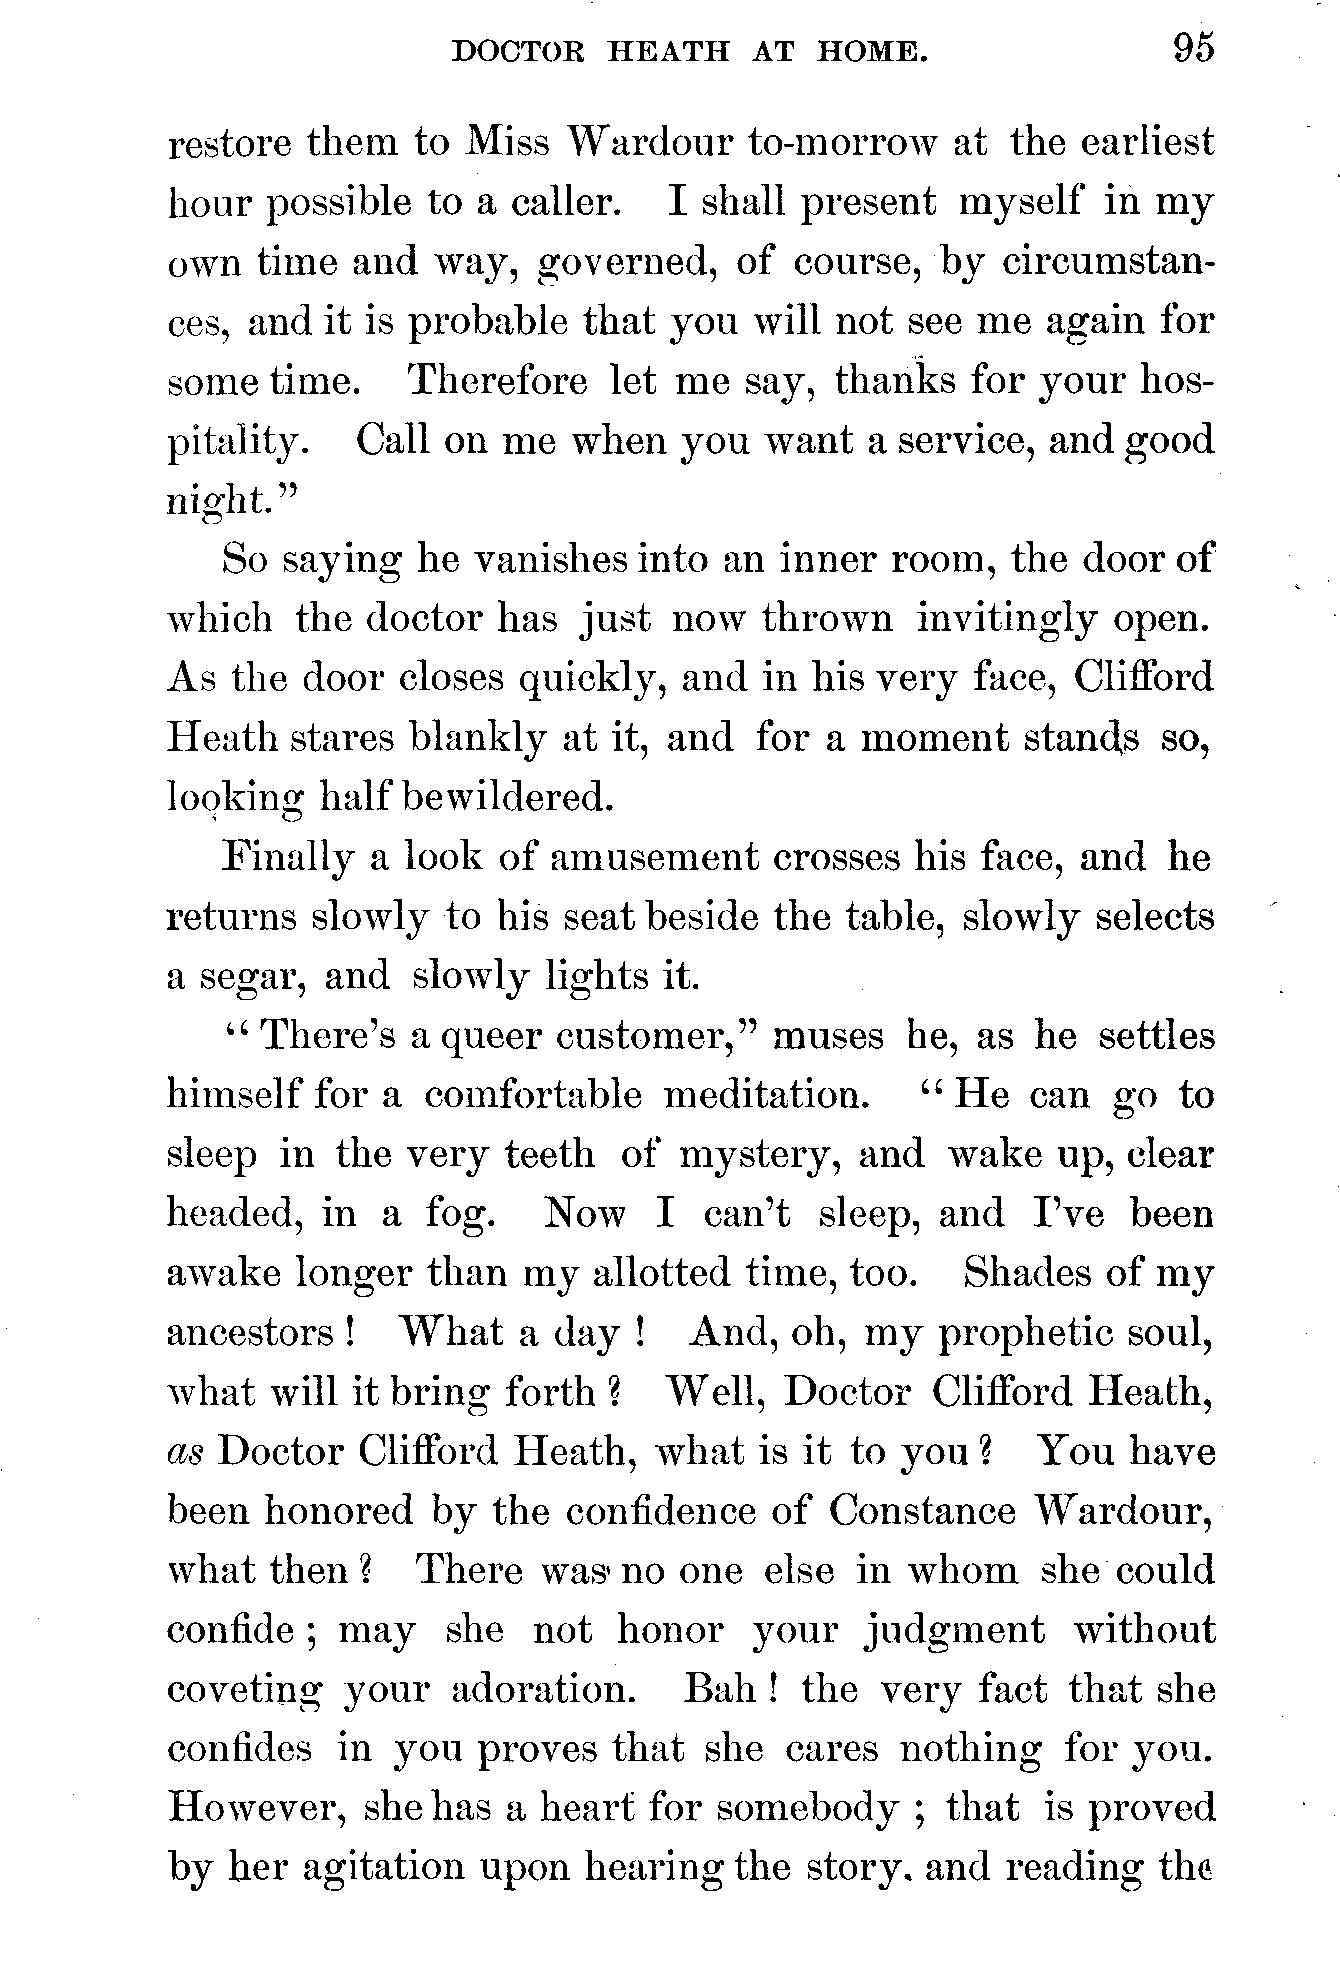 DOCTOR HEATH AT HOME. 95
restore them to Miss Wardour to-morrow at the earliest
hour possible to a caller. I shall present myself in my
own time and way, governed, of course, by circumstan-
ces, and it is probable that you will not see me again for
some time. Therefore let me say, thanks for your hos-
pitality. Call on me when you want a service, and good
night."
So saying he vanishes into an inner room, the door of
which the doctor has just now thrown invitingly open.
As the door closes quickly, and in his very face, Clifford
Heath stares blankly at it, and for a moment stands so,
looking half bewildered.
Finally a look of amusement crosses his face, and he
returns slowly to his seat beside the table, slowly selects
a segar, and slowly lights it.
"There's a queer customer," muses he, as he settles
himself for a comfortable meditation. "He can go to
sleep in the very teeth of mystery, and wake up, clear
headed, in a fog. Now I can't sleep, and I've been
awake longer than my allotted time, too. Shades of my
ancestors! What a day! And, oh, my prophetic soul,
what will it bring forth? Well, Doctor Clifford Heath,
as Doctor Clifford Heath, what is it to you? You have
been honored by the confidence of Constance Wardour,
what then? There was no one else in whom she could
confide; may she not honor your judgment without
coveting your adoration. Bah! the very fact that she
confides in you proves that she cares nothing for you.
However, she has a heart for somebody; that is proved
by her agitation upon hearing the story, and reading the